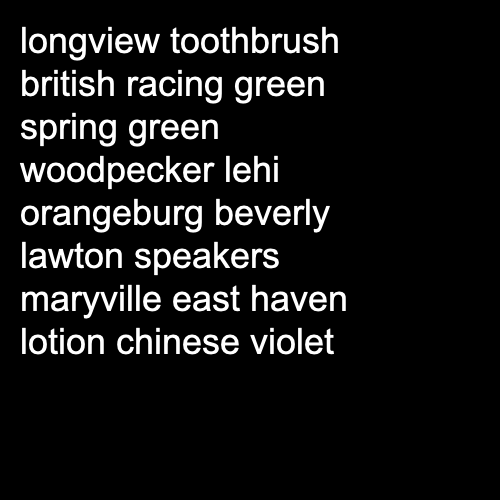 longview toothbrush
british racing green
spring green
woodpecker lehi
orangeburg beverly
lawton speakers
maryville east haven
lotion chinese violet